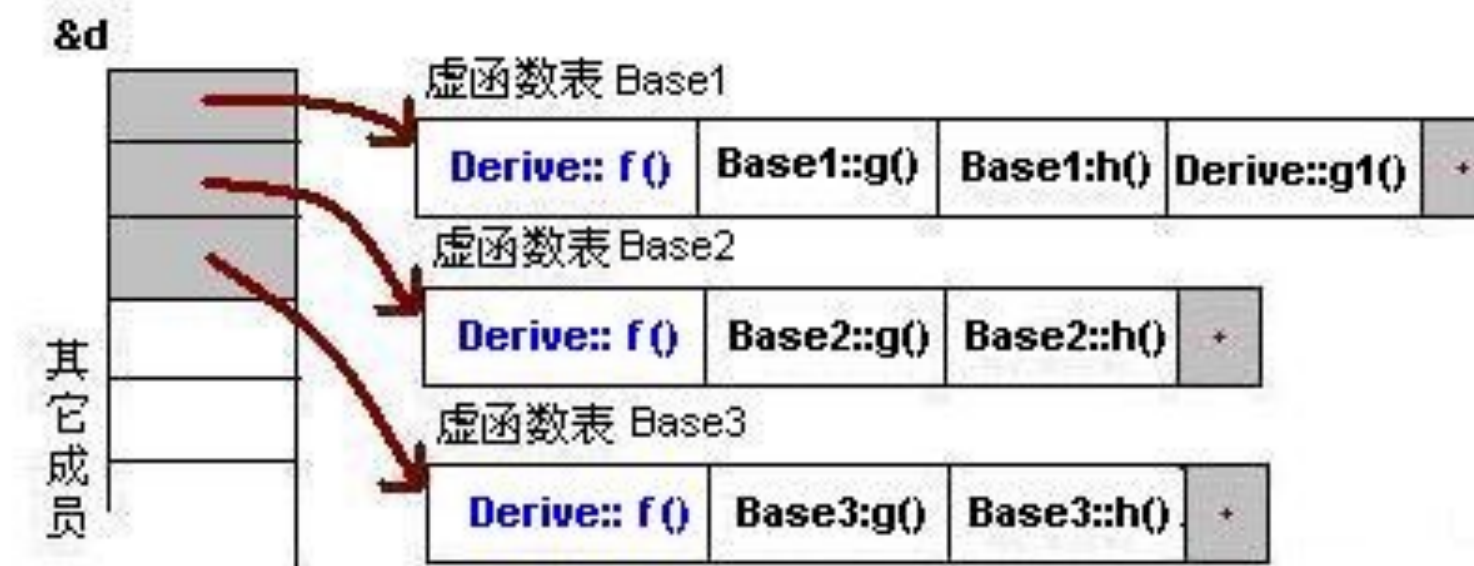 &d
虚函数表 Base1
Derive:: f () Base1::g() Base1:h() Derive::g1()
虚函数表 Base2
Derive:: f () Base2::g() Base2::h()
虚函数表 Base3
Derive:: f () Base3:g() Base3::h() .
其它成员